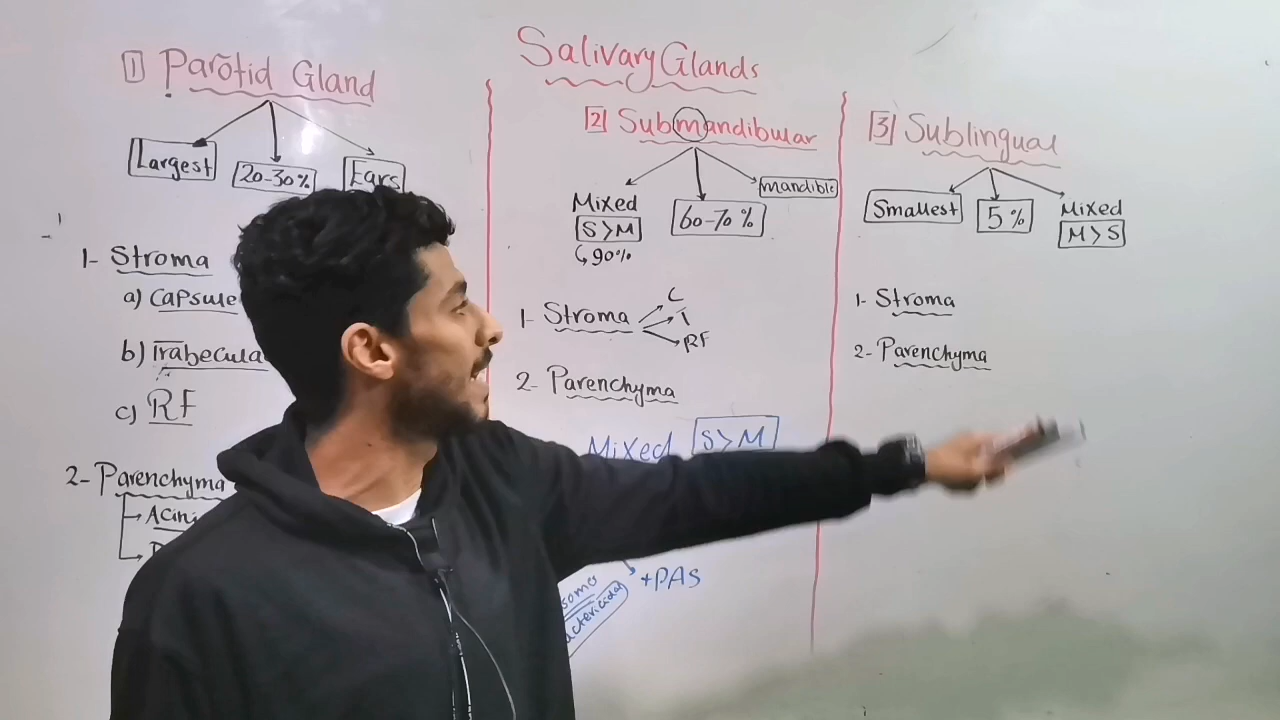 Salivary Glands
1 Parotid Gland
Largest
20-30%
Ears
1- Stroma
a) Capsule
b) Trabecula
c) RF
2- Parenchyma
Acini
2 Submandibular
Mixed
S>M
90%
60-70%
mandible
1- Stroma
C
T
RF
2- Parenchyma
Mixed S>M
+PAS
3 Sublingual
Smallest
5%
Mixed
M>S
1- Stroma
2- Parenchyma